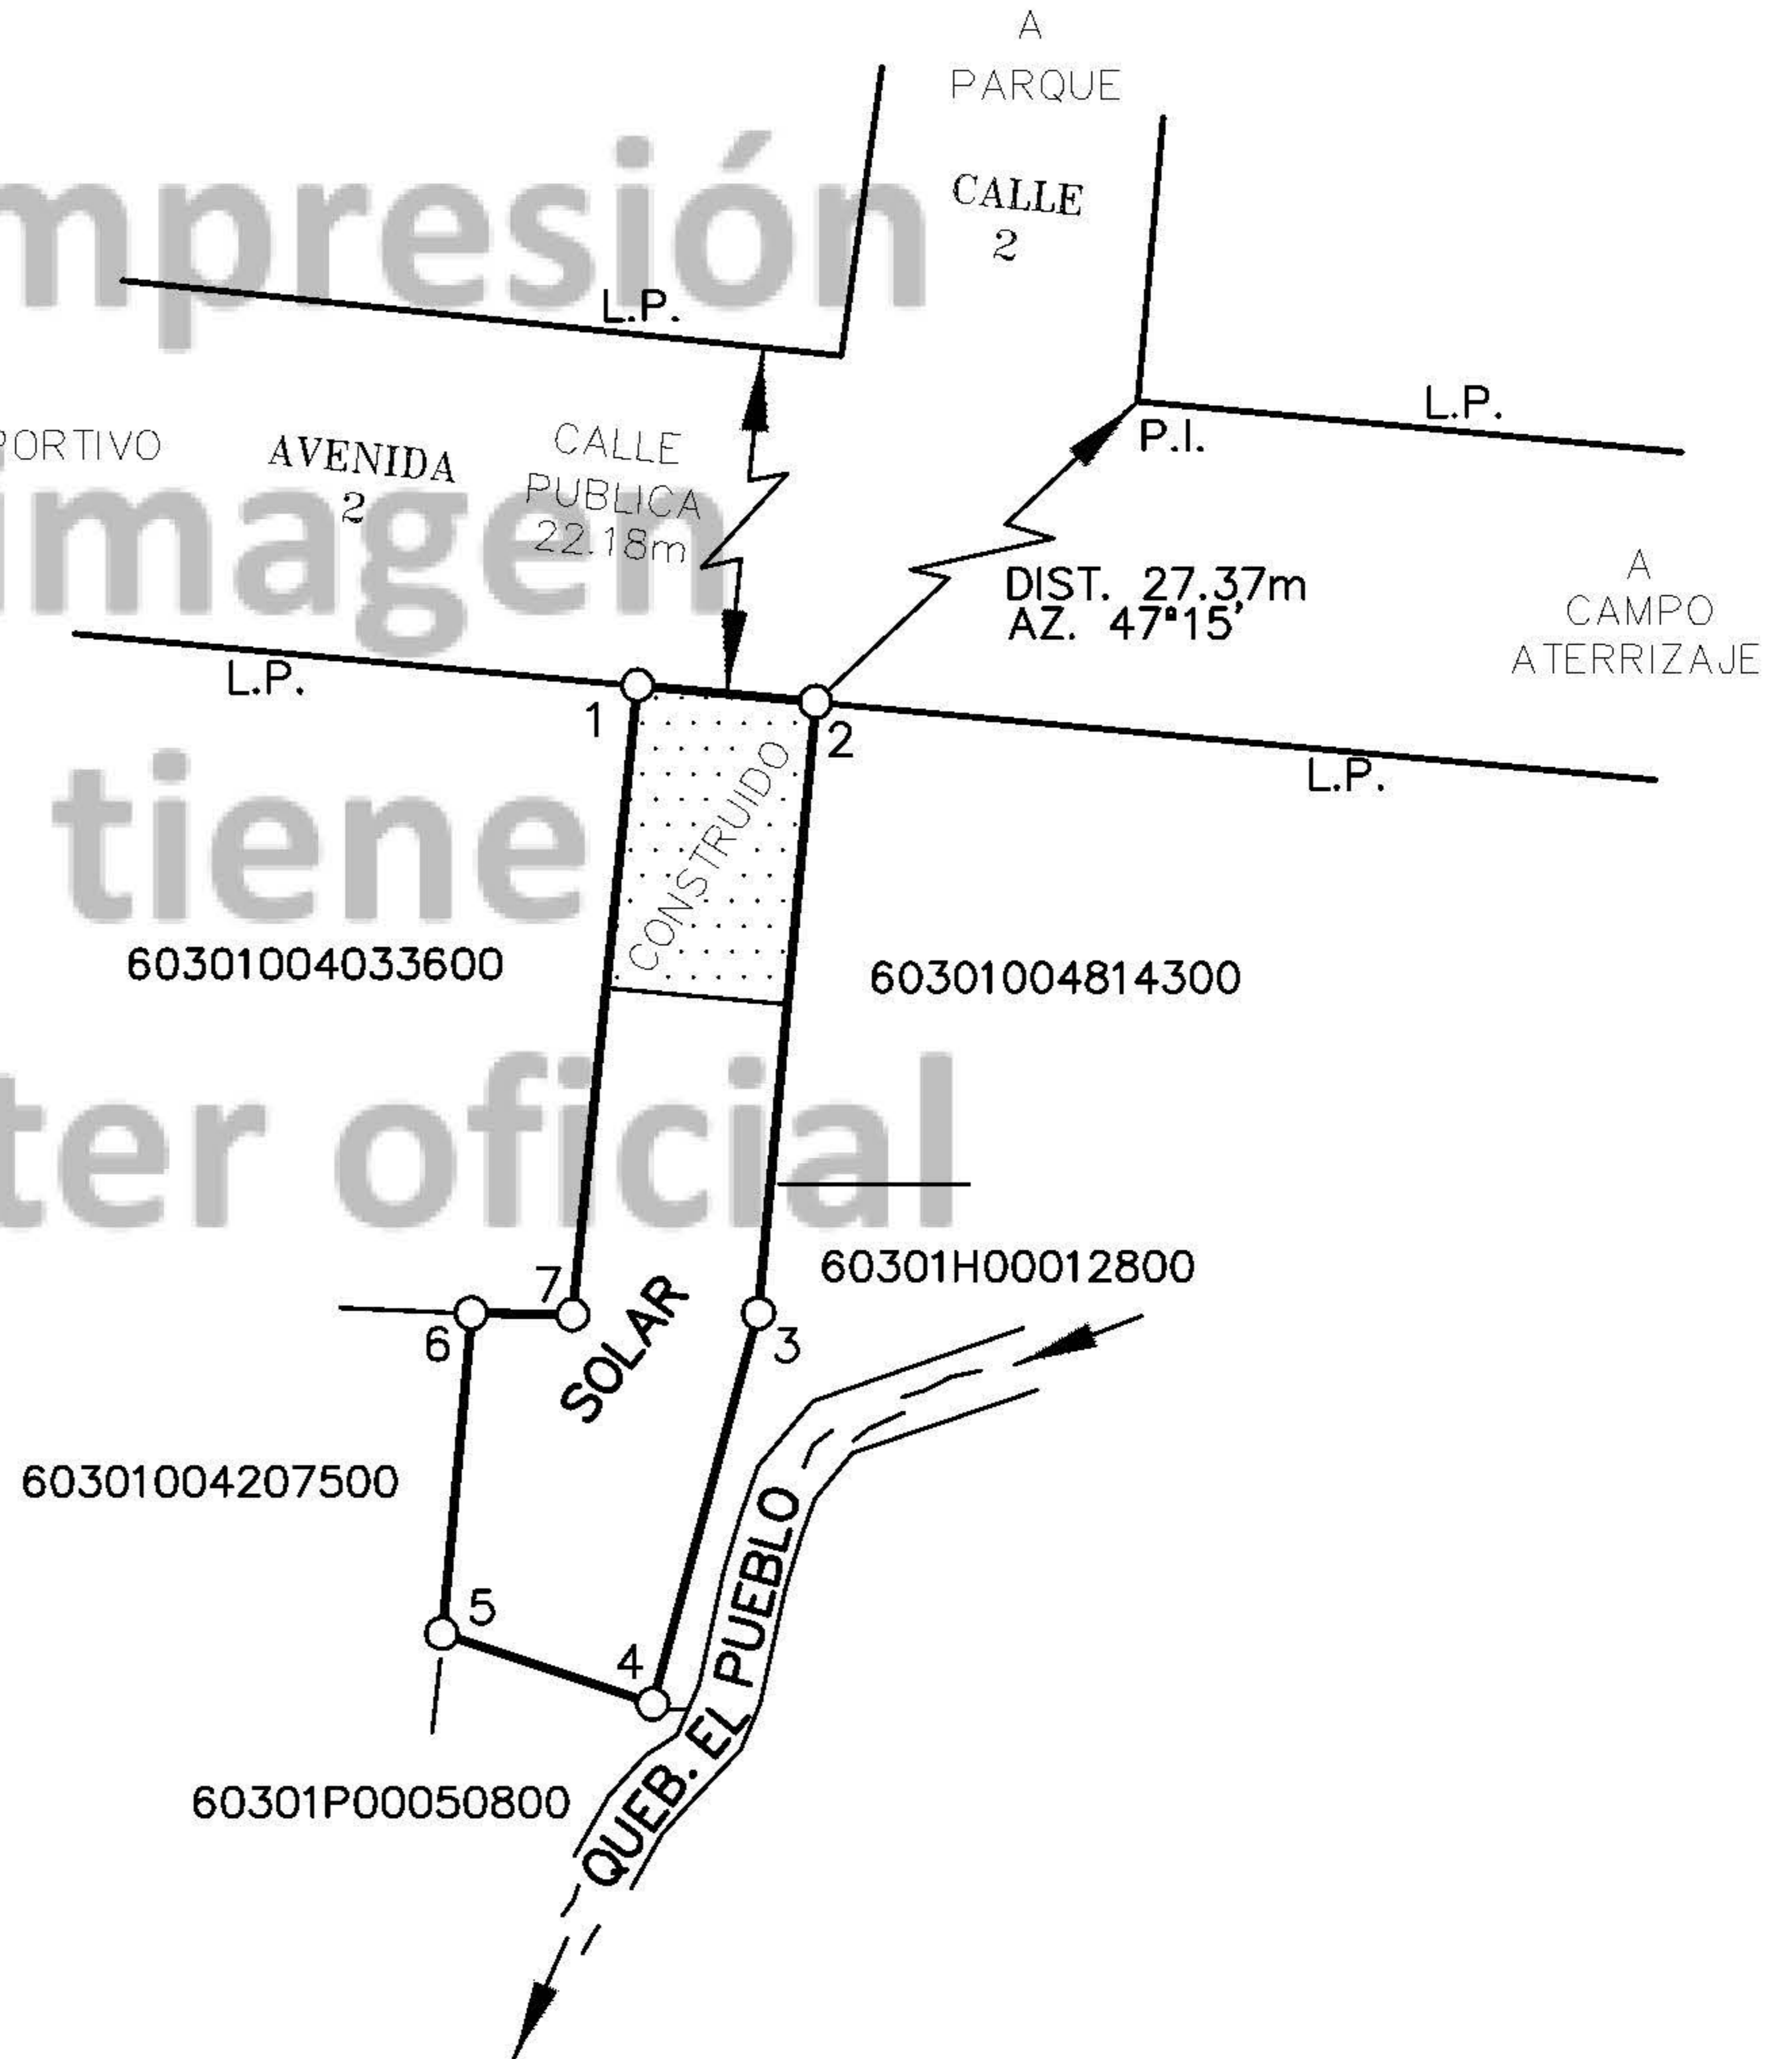 A
PARQUE
mpresión
CALLE
2
L.P.
L.P.
P.I.
PORTIVO
AVENIDA
2
CALLE
PUBLICA
22.18m
imagen
DIST. 27.37m
AZ. 47°15'
A
CAMPO
ATERRIZAJE
L.P.
1
2
L.P.
tiene
CONSTRUIDO
60301004033600
60301004814300
ter oficial
60301H00012800
7
6
SOLAR
3
60301004207500
5
4
QUEB. EL PUEBLO
60301P00050800